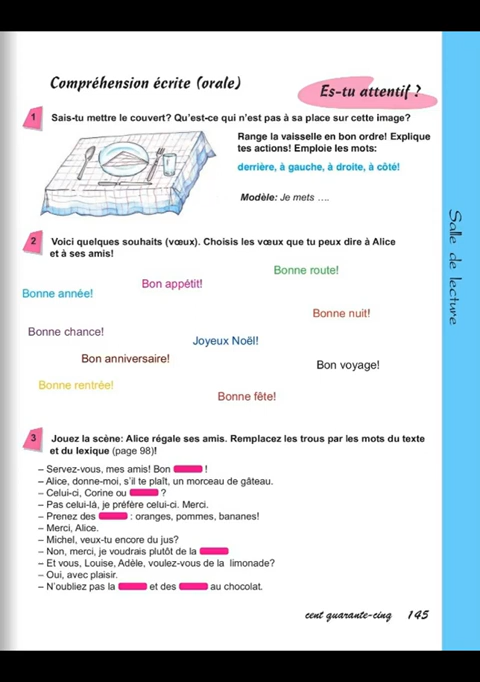 Compréhension écrite (orale)
Es-tu attentif ?
1 Sais-tu mettre le couvert? Qu'est-ce qui n'est pas à sa place sur cette image?
Range la vaisselle en bon ordre! Explique
tes actions! Emploie les mots:
derrière, à gauche, à droite, à côté!
Modèle: Je mets ....
2 Voici quelques souhaits (vœux). Choisis les vœux que tu peux dire à Alice
et à ses amis!
Bonne route!
Bon appétit!
Bonne année!
Bonne nuit!
Bonne chance!
Joyeux Noël!
Bon anniversaire!
Bon voyage!
Bonne rentrée!
Bonne fête!
3 Jouez la scène: Alice régale ses amis. Remplacez les trous par les mots du texte
et du lexique (page 98)!
– Servez-vous, mes amis! Bon !
– Alice, donne-moi, s'il te plaît, un morceau de gâteau.
– Celui-ci, Corine ou ?
– Pas celui-là, je préfère celui-ci. Merci.
– Prenez des : oranges, pommes, bananes!
– Merci, Alice.
– Michel, veux-tu encore du jus?
– Non, merci, je voudrais plutôt de la
– Et vous, Louise, Adèle, voulez-vous de la limonade?
– Oui, avec plaisir.
– N'oubliez pas la et des au chocolat.
cent quarante-cinq 145
Salle de lecture